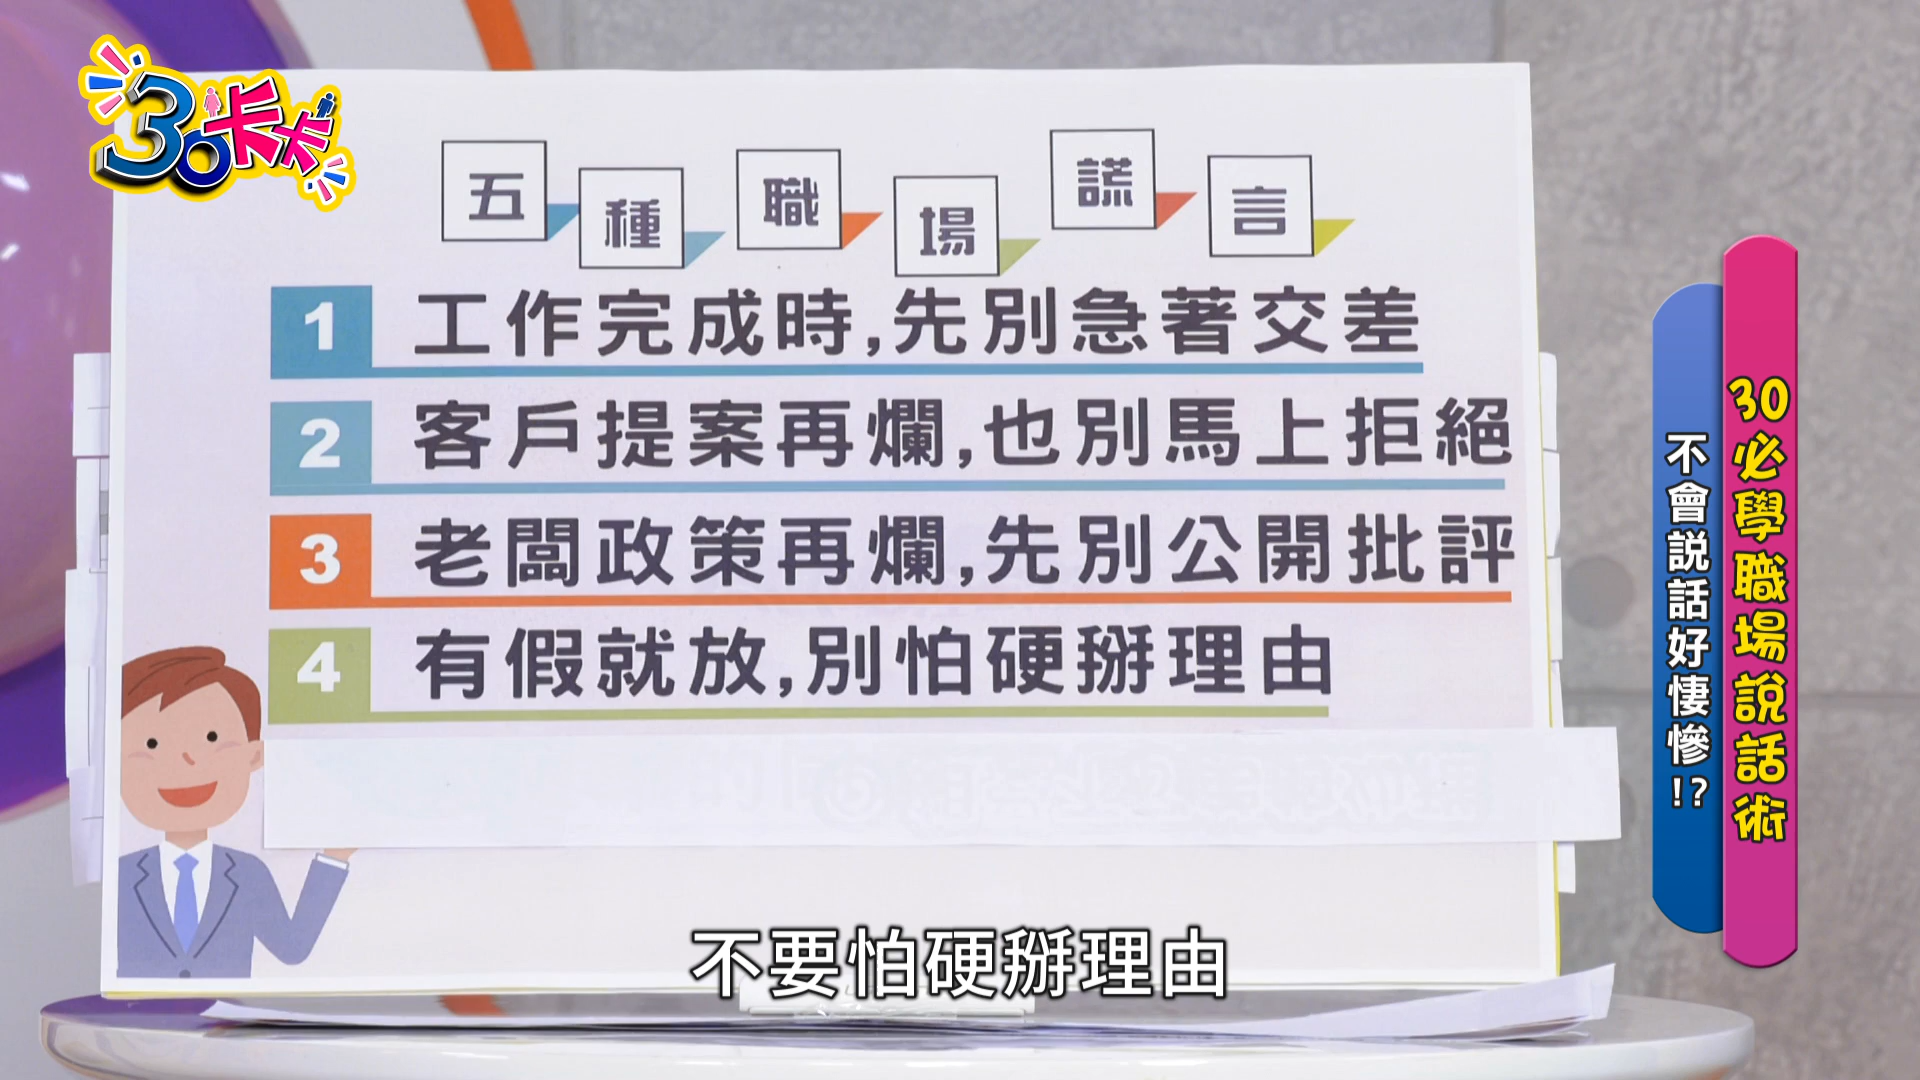 30卡卡
五種職場謊言
1 工作完成時,先別急著交差
2 客戶提案再爛,也別馬上拒絕
3 老闆政策再爛,先別公開批評
4 有假就放,別怕硬掰理由
30必學職場説話術
不會説話好悽慘!?
不要怕硬掰理由